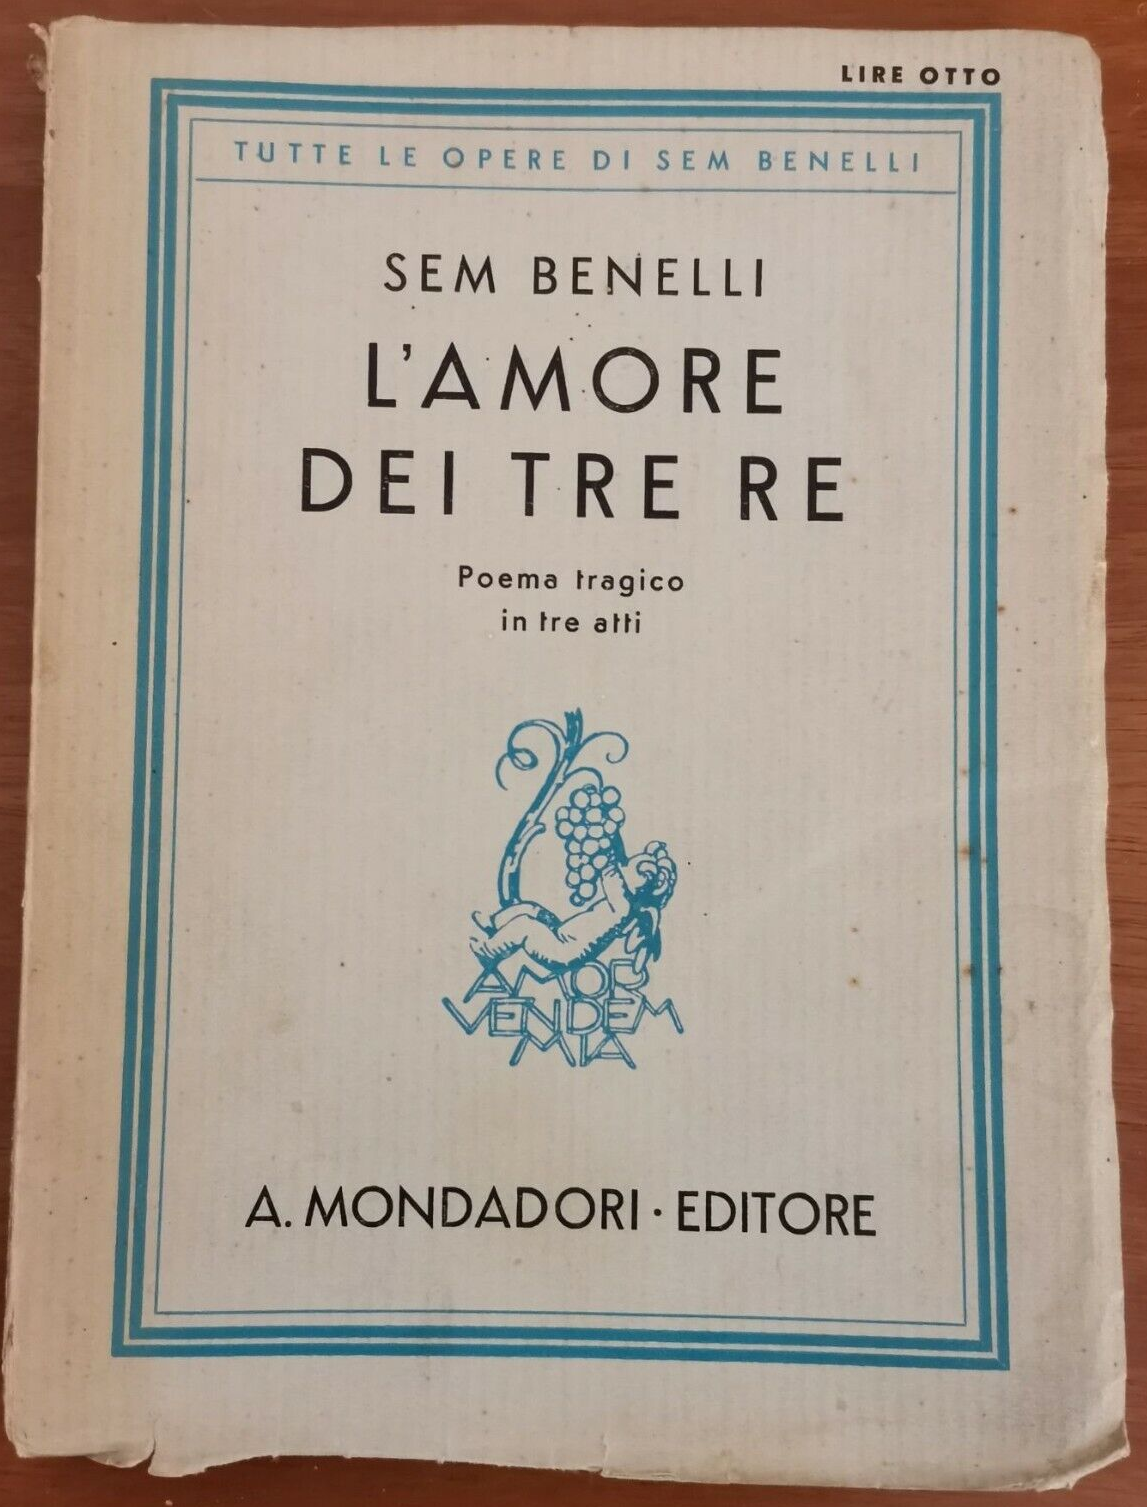 LIRE OTTO
TUTTE LE OPERE DI SEM BENELLI
SEM BENELLI
L'AMORE
DEI TRE RE
Poema tragico
in tre atti
AMOR
VENDEM
MIA
A. MONDADORI · EDITORE